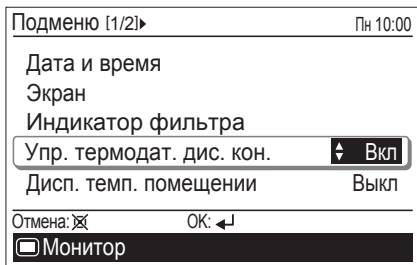 Подменю [1/2]▸ Пн 10:00
Дата и время
Экран
Индикатор фильтра
Упр. термодат. дис. кон. Вкл
Дисп. темп. помещении Выкл
Отмена: OK:
Монитор